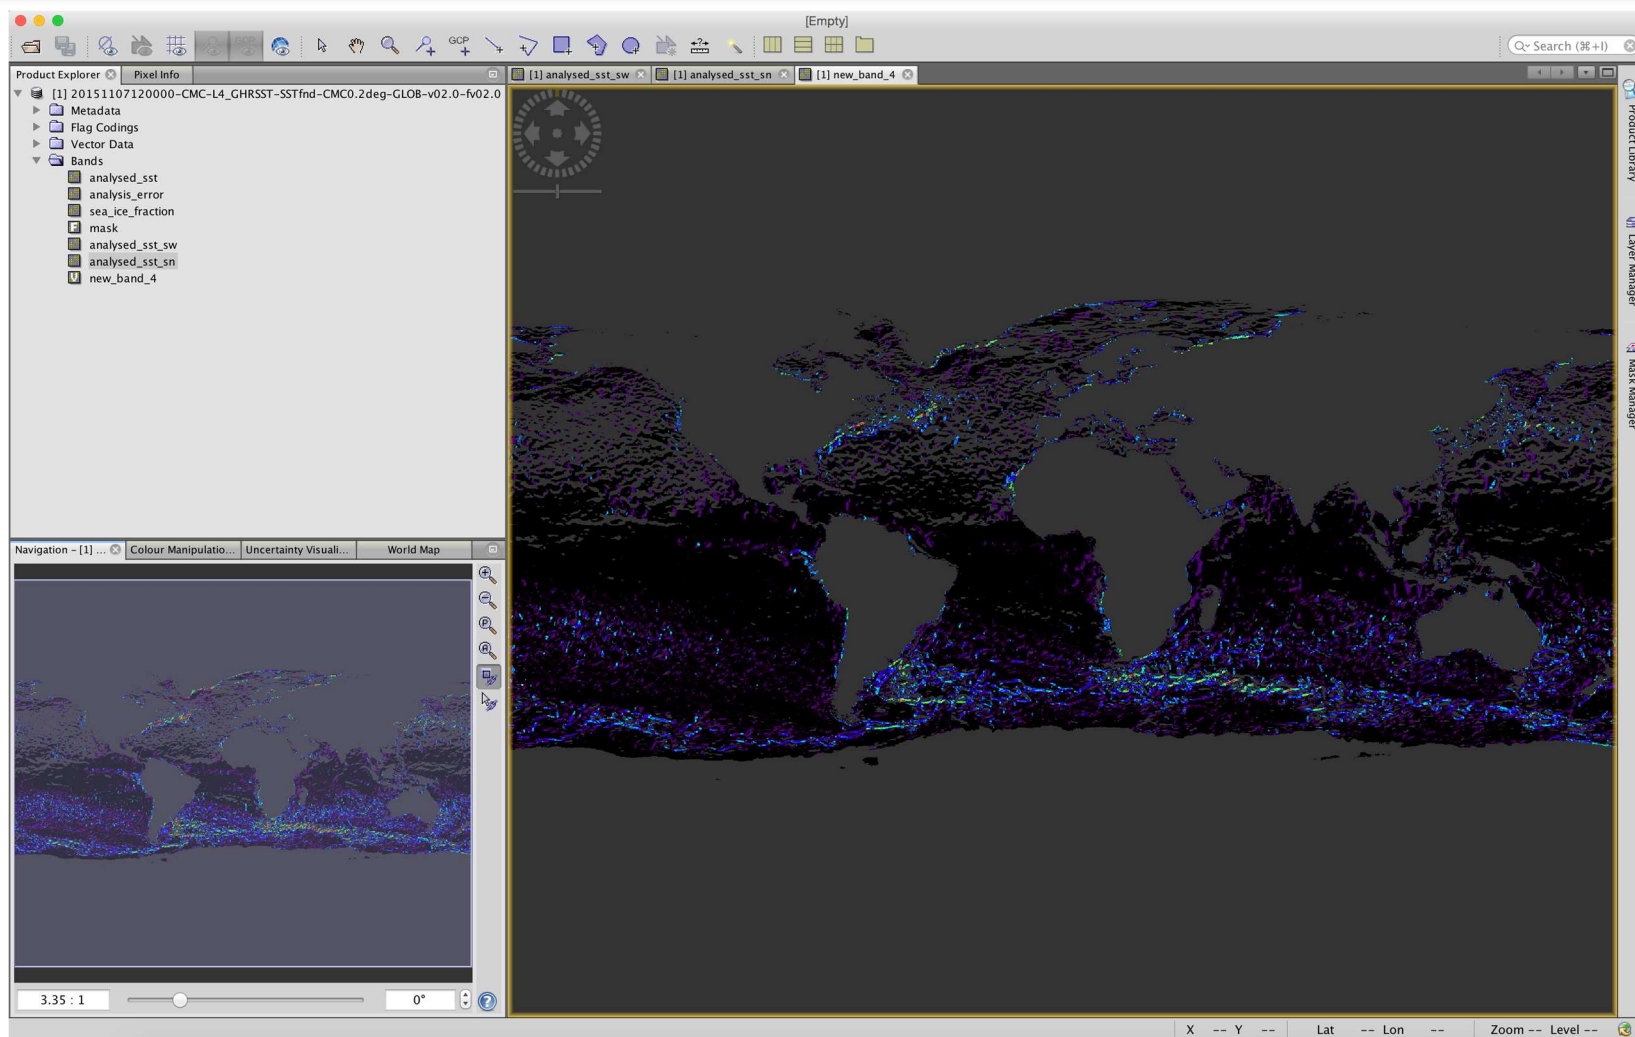 [Empty]
GCP
GCP
Search (⌘+I)
Product Explorer
Pixel Info
[1] analysed_sst_sw
[1] analysed_sst_sn
[1] new_band_4
[1] 20151107120000-CMC-L4_GHRSST-SSTfnd-CMC0.2deg-GLOB-v02.0-fv02.0
Metadata
Flag Codings
Vector Data
Bands
analysed_sst
analysis_error
sea_ice_fraction
F mask
analysed_sst_sw
analysed_sst_sn
V new_band_4
Product Library
Layer Manager
Mask Manager
Navigation - [1] ...
Colour Manipulatio...
Uncertainty Visuali...
World Map
3.35 : 1
0°
X -- Y -- Lat -- Lon -- Zoom -- Level --